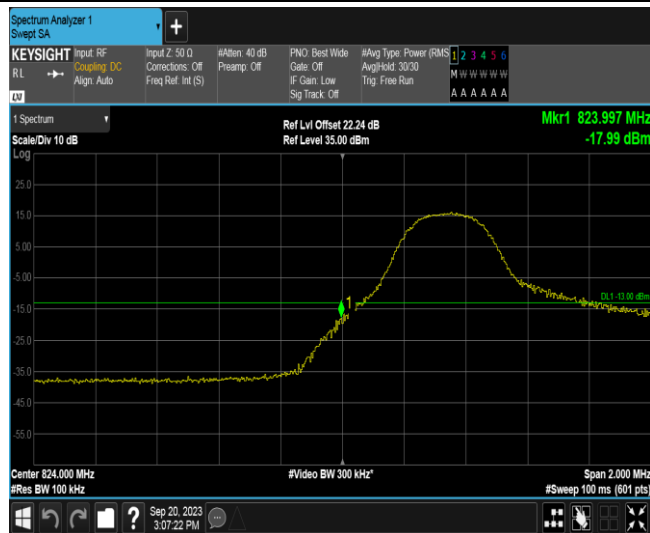 Spectrum Analyzer 1
Swept SA
+
KEYSIGHT
RL
LXI
Input: RF
Coupling: DC
Align: Auto
Input Z: 50 Ω
Corrections: Off
Freq Ref: Int (S)
#Atten: 40 dB
Preamp: Off
PNO: Best Wide
Gate: Off
IF Gain: Low
Sig Track: Off
#Avg Type: Power (RMS
Avg|Hold: 30/30
Trig: Free Run
1 2 3 4 5 6
M W W W W W
A A A A A A
1 Spectrum
Scale/Div 10 dB
Log
Ref Lvl Offset 22.24 dB
Ref Level 35.00 dBm
Mkr1 823.997 MHz
-17.99 dBm
25.0
15.0
5.00
-5.00
-15.0
-25.0
-35.0
-45.0
-55.0
1
DL1 -13.00 dBm
Center 824.000 MHz
#Res BW 100 kHz
#Video BW 300 kHz*
Span 2.000 MHz
#Sweep 100 ms (601 pts)
?
Sep 20, 2023
3:07:22 PM